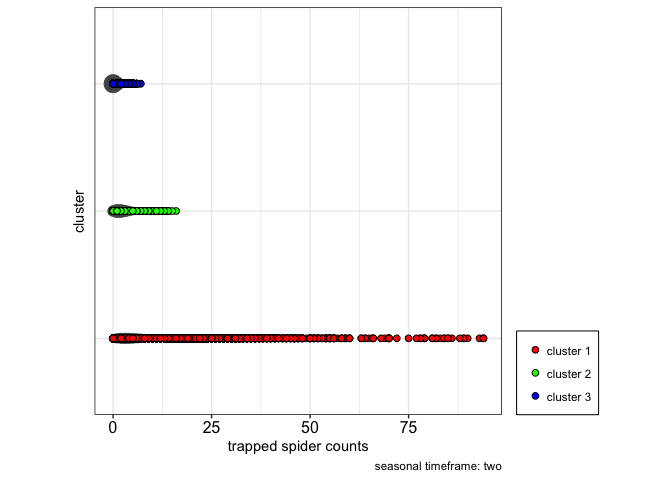 cluster
0
25
50
75
trapped spider counts
seasonal timeframe: two
cluster 1
cluster 2
cluster 3